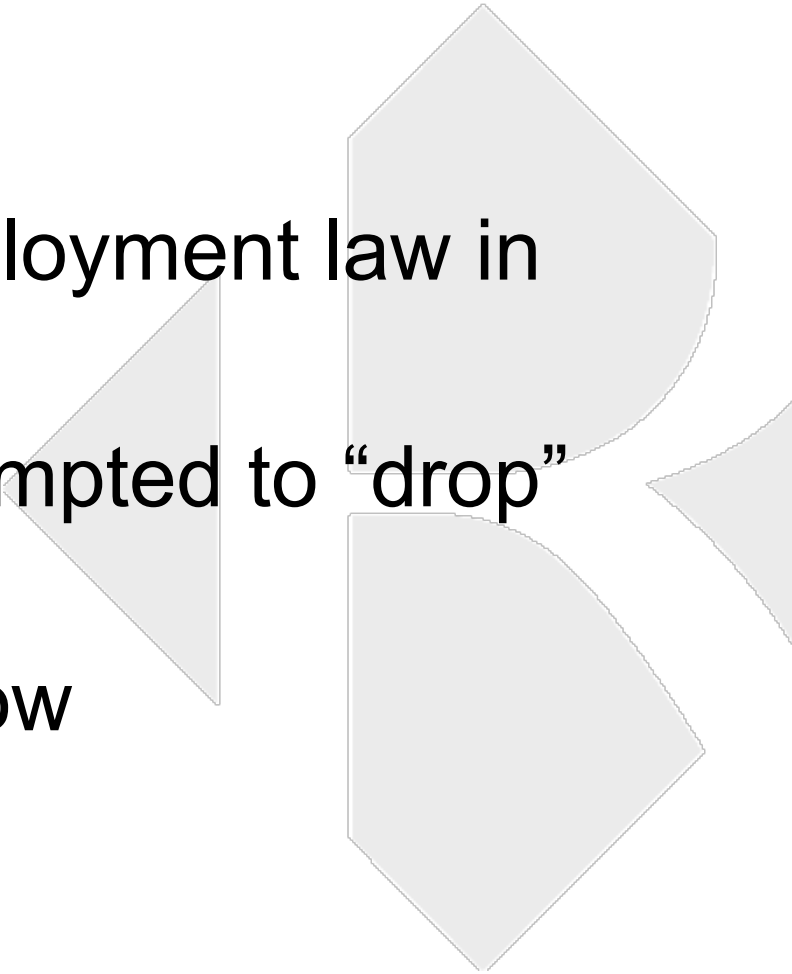 loyment law in
mpted to “drop”
ow